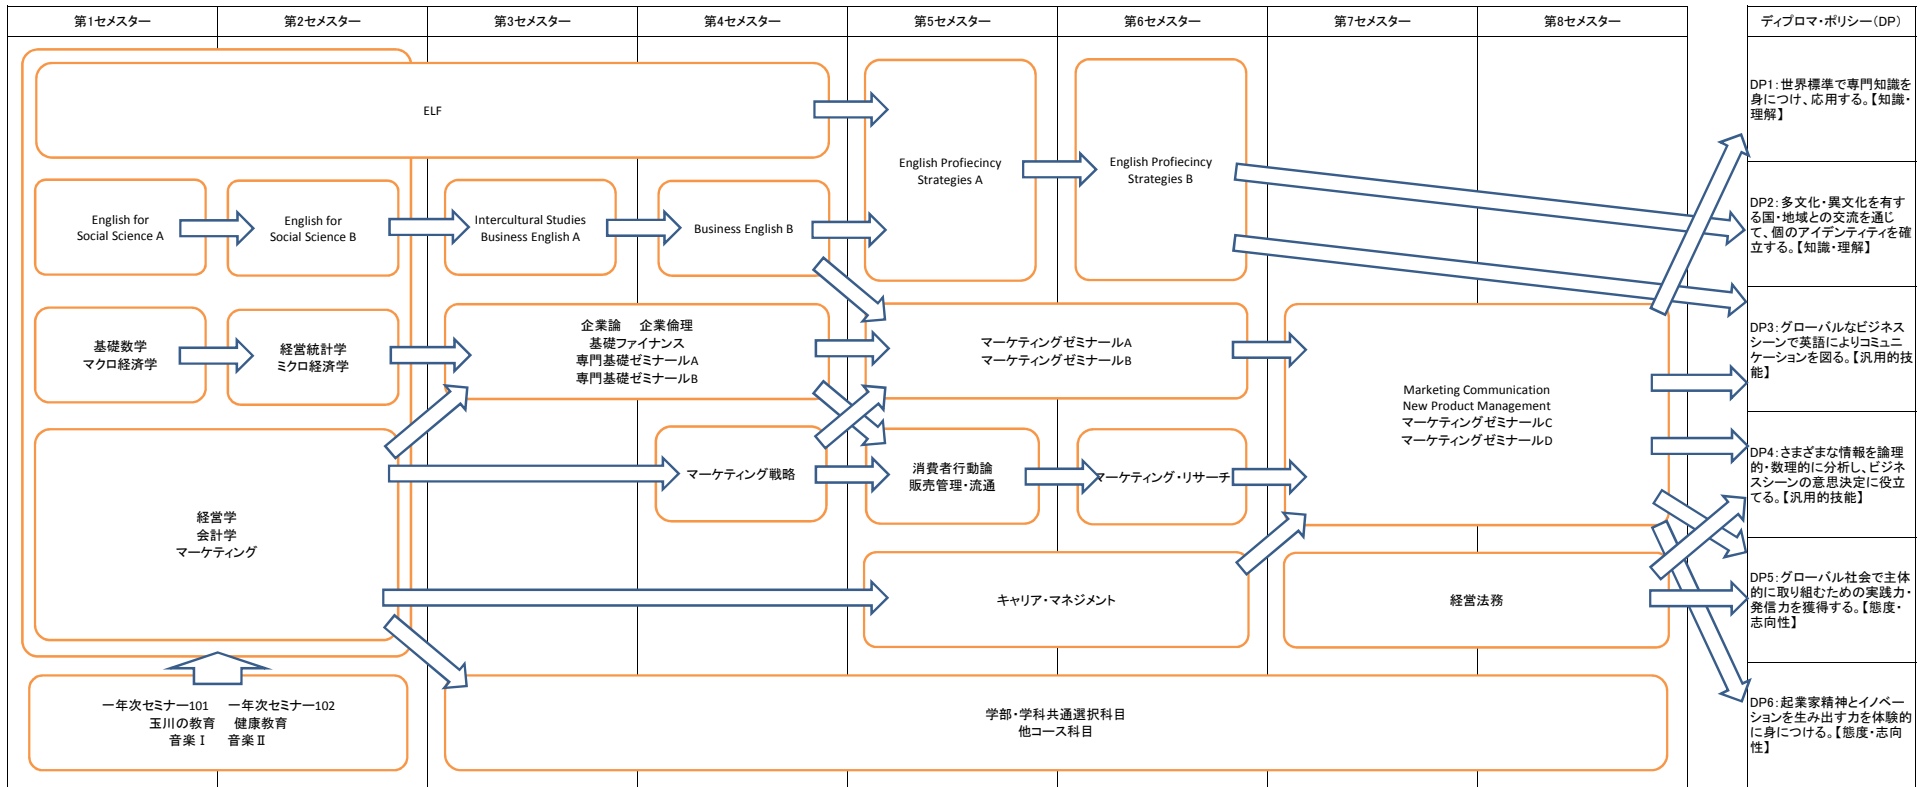 第1セメスター
第2セメスター
第3セメスター
第4セメスター
第5セメスター
第6セメスター
第7セメスター
第8セメスター
ディプロマ・ポリシー(DP)
ELF
English for
Social Science A
English for
Social Science B
Intercultural Studies
Business English A
Business English B
English Profiecincy
Strategies A
English Profiecincy
Strategies B
基礎数学
マクロ経済学
経営統計学
ミクロ経済学
企業論 企業倫理
基礎ファイナンス
専門基礎ゼミナールA
専門基礎ゼミナールB
マーケティングゼミナールA
マーケティングゼミナールB
Marketing Communication
New Product Management
マーケティングゼミナールC
マーケティングゼミナールD
経営学
会計学
マーケティング
マーケティング戦略
消費者行動論
販売管理・流通
マーケティング・リサーチ
キャリア・マネジメント
経営法務
一年次セミナー101 一年次セミナー102
玉川の教育 健康教育
音楽Ⅰ 音楽Ⅱ
学部・学科共通選択科目
他コース科目
DP1:世界標準で専門知識を
身につけ、応用する。【知識・
理解】
DP2:多文化・異文化を有す
る国・地域との交流を通じ
て、個のアイデンティティを確
立する。【知識・理解】
DP3:グローバルなビジネス
シーンで英語によりコミュニ
ケーションを図る。【汎用的技
能】
DP4:さまざまな情報を論理
的・数理的に分析し、ビジネ
スシーンの意思決定に役立
てる。【汎用的技能】
DP5:グローバル社会で主体
的に取り組むための実践力・
発信力を獲得する。【態度・
志向性】
DP6:起業家精神とイノベー
ションを生み出す力を体験的
に身につける。【態度・志向
性】